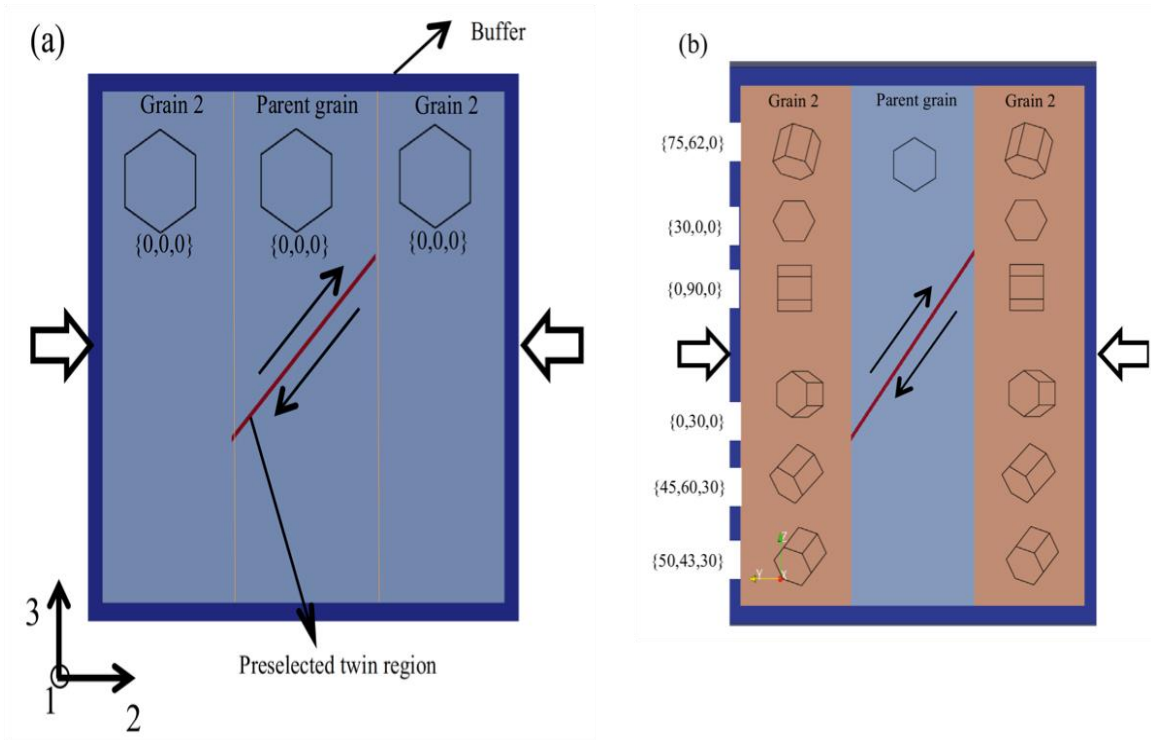 (a)
Buffer
Grain 2 Parent grain Grain 2
{0,0,0} {0,0,0} {0,0,0}
3
1
2
Preselected twin region
(b)
Grain 2 Parent grain Grain 2
{75,62,0}
{30,0,0}
{0,90,0}
{0,30,0}
{45,60,30}
{50,43,30}
Z
Y X